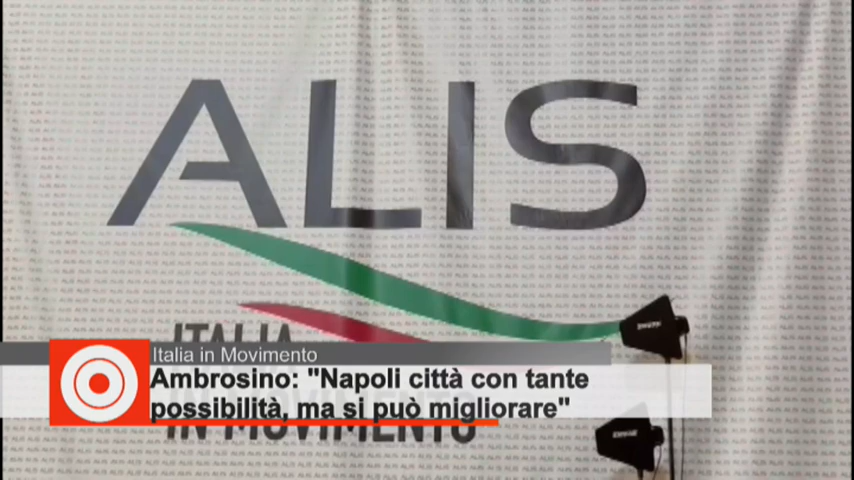 ALIS
ITALIA
IN MOVIMENTO
Italia in Movimento
Ambrosino: "Napoli città con tante
possibilità, ma si può migliorare"